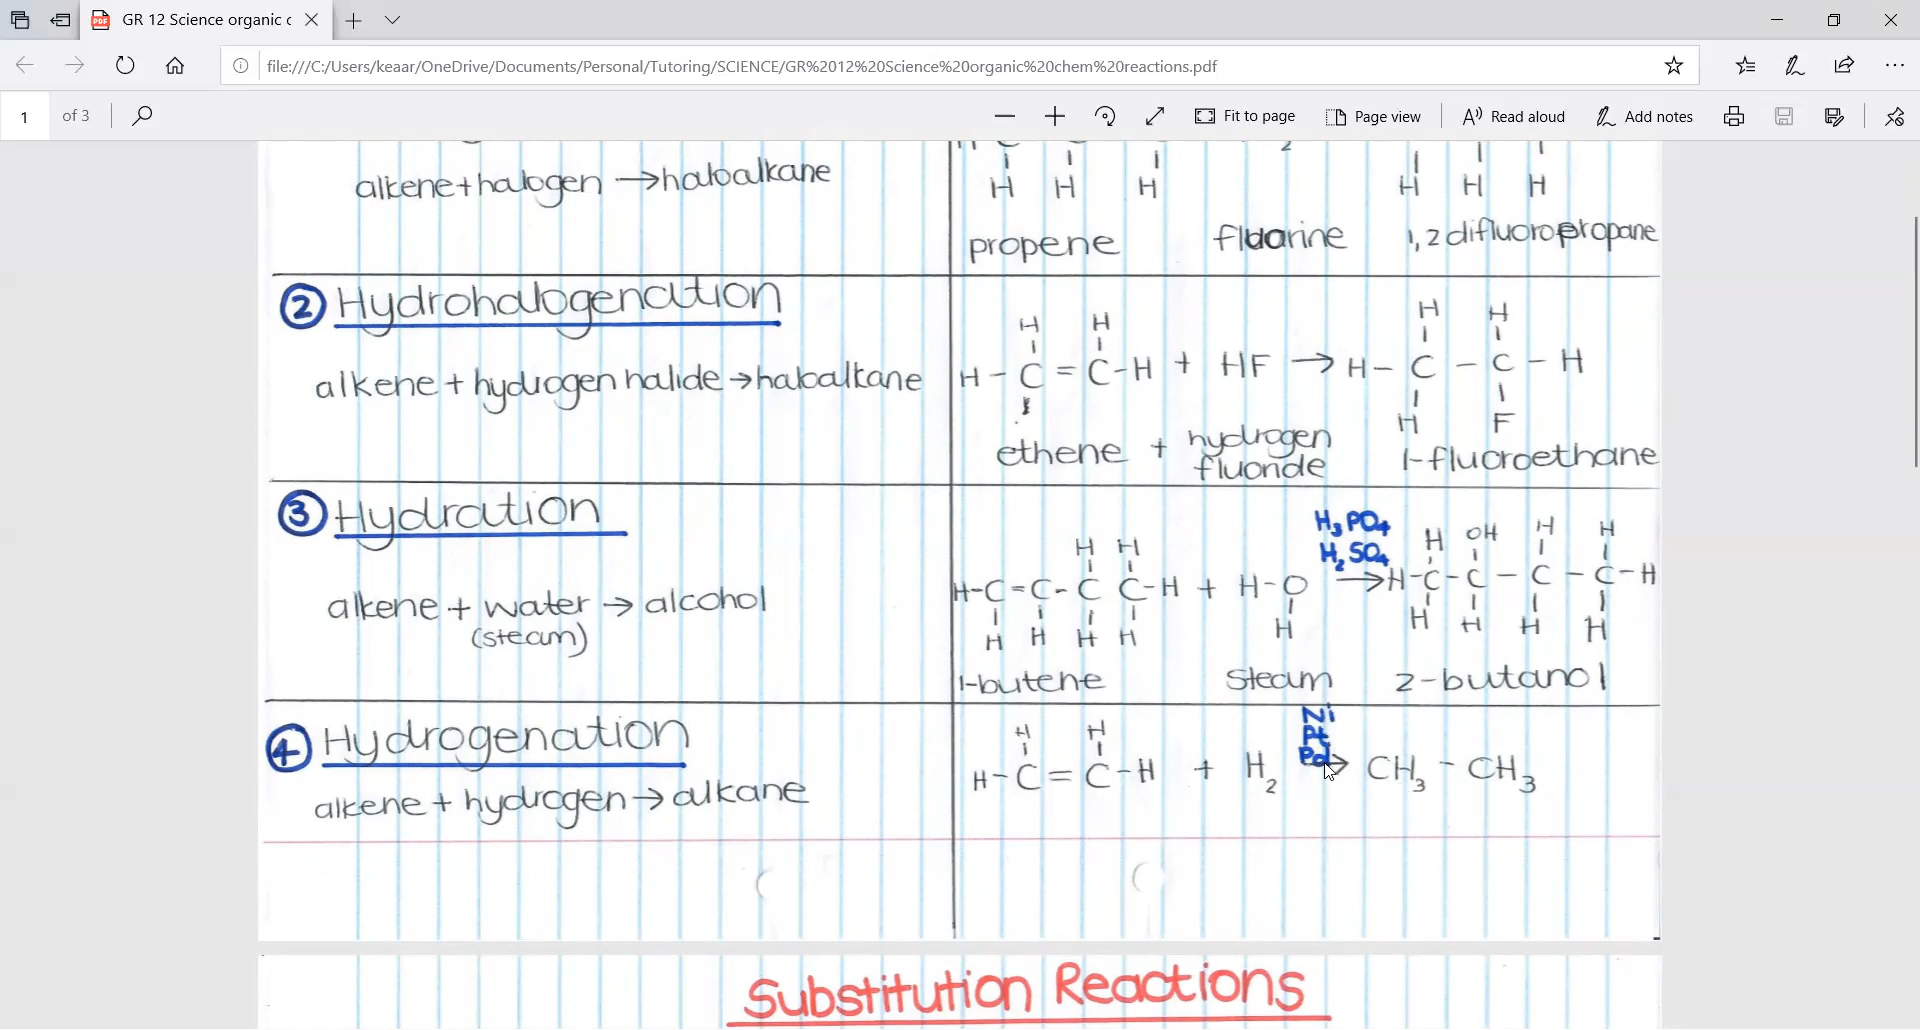 GR 12 Science organic c
file:///C:/Users/keaar/OneDrive/Documents/Personal/Tutoring/SCIENCE/GR%2012%20Science%20organic%20chem%20reactions.pdf
1 of 3
Fit to page
Page view
Read aloud
Add notes
2
alkene + halogen → haloalkane
H H H
H H H
propene fluorine 1,2 difluoropropane
2 Hydrohalogenation
alkene + hydrogen halide → haloalkane
H H
H H
H - C = C - H + HF → H - C - C - H
H F
ethene + hydrogen fluoride 1-fluoroethane
3 Hydration
H3PO4
H2SO4
H H
H OH H H
H-C=C-C C-H + H-O → H-C-C-C-C-H
H H H H
H
H H H H
alkene + water → alcohol
(steam)
1-butene steam 2-butanol
4 Hydrogenation
Ni
Pt
Pd
H H
H-C=C-H + H2 → CH3-CH3
alkene + hydrogen → alkane
Substitution Reactions